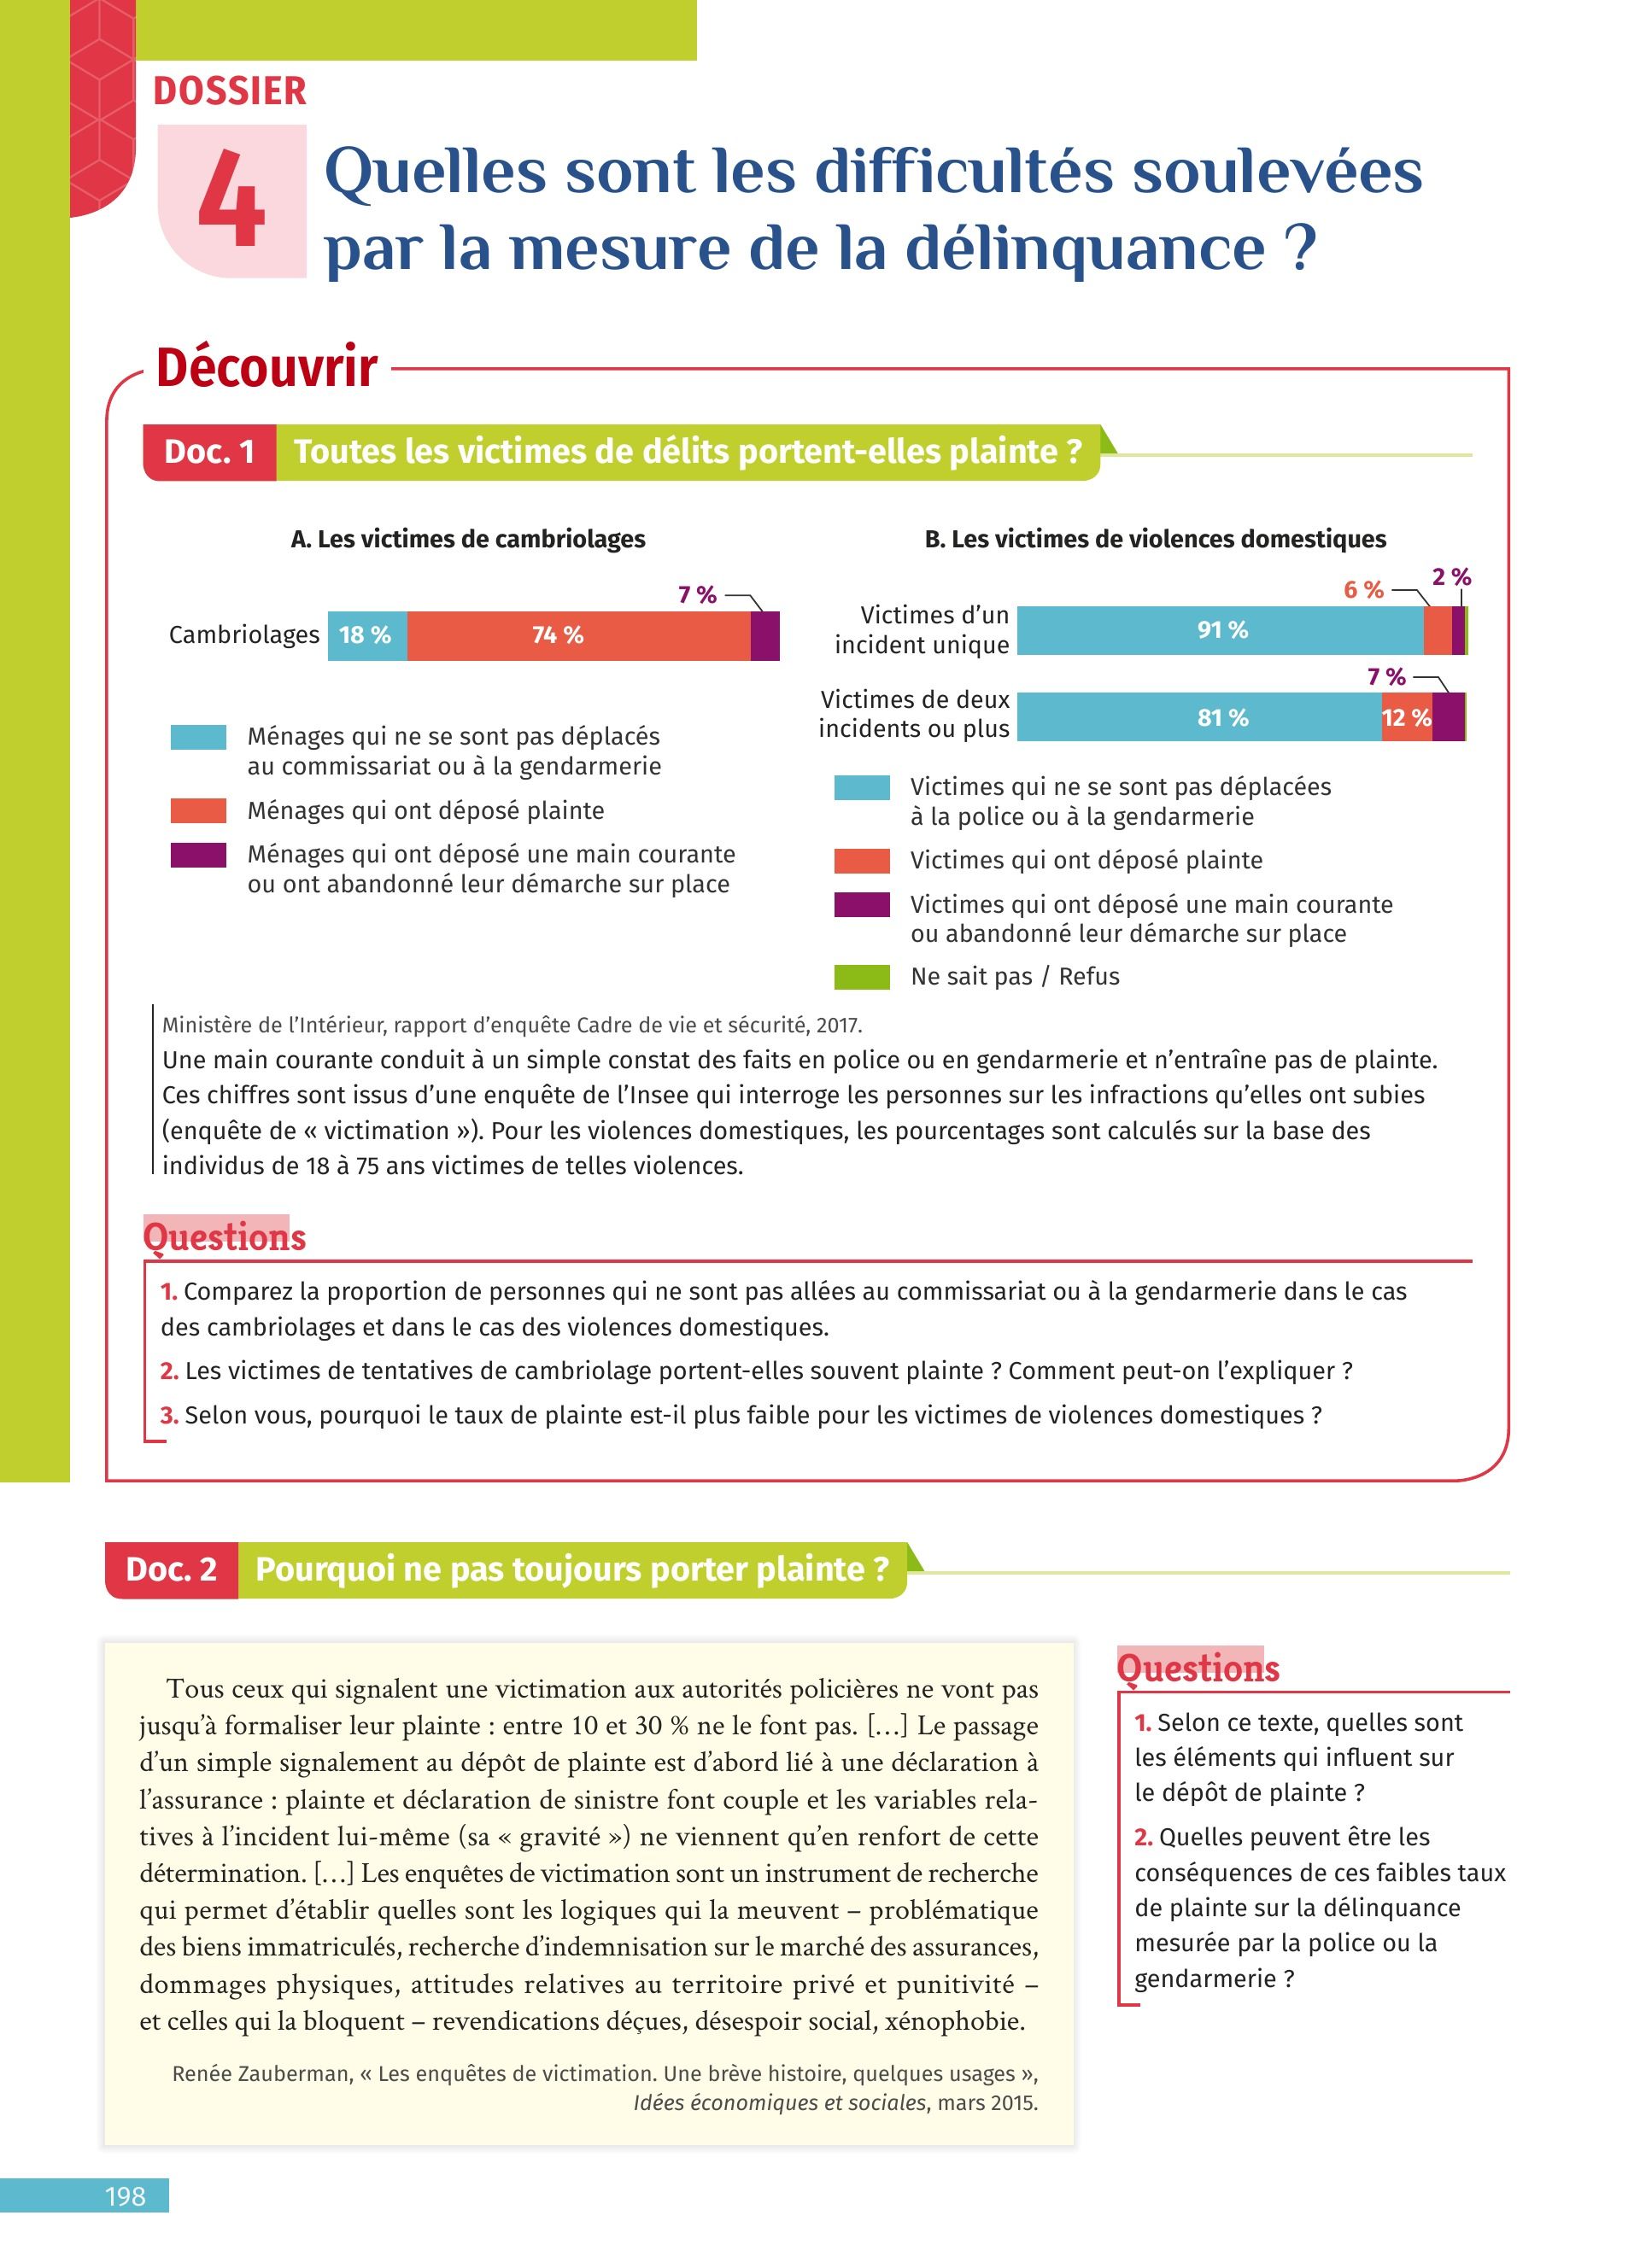 DOSSIER
4
Quelles sont les difficultés soulevées
par la mesure de la délinquance ?
Découvrir
Doc. 1 Toutes les victimes de délits portent-elles plainte ?
A. Les victimes de cambriolages
7 %
Cambriolages 18 % 74 %
Ménages qui ne se sont pas déplacés
au commissariat ou à la gendarmerie
Ménages qui ont déposé plainte
Ménages qui ont déposé une main courante
ou ont abandonné leur démarche sur place
B. Les victimes de violences domestiques
6 % 2 %
Victimes d’un
incident unique
91 %
7 %
Victimes de deux
incidents ou plus
81 % 12 %
Victimes qui ne se sont pas déplacées
à la police ou à la gendarmerie
Victimes qui ont déposé plainte
Victimes qui ont déposé une main courante
ou abandonné leur démarche sur place
Ne sait pas / Refus
Ministère de l’Intérieur, rapport d’enquête Cadre de vie et sécurité, 2017.
Une main courante conduit à un simple constat des faits en police ou en gendarmerie et n’entraîne pas de plainte.
Ces chiffres sont issus d’une enquête de l’Insee qui interroge les personnes sur les infractions qu’elles ont subies
(enquête de « victimation »). Pour les violences domestiques, les pourcentages sont calculés sur la base des
individus de 18 à 75 ans victimes de telles violences.
Questions
1. Comparez la proportion de personnes qui ne sont pas allées au commissariat ou à la gendarmerie dans le cas
des cambriolages et dans le cas des violences domestiques.
2. Les victimes de tentatives de cambriolage portent-elles souvent plainte ? Comment peut-on l’expliquer ?
3. Selon vous, pourquoi le taux de plainte est-il plus faible pour les victimes de violences domestiques ?
Doc. 2 Pourquoi ne pas toujours porter plainte ?
Tous ceux qui signalent une victimation aux autorités policières ne vont pas
jusqu’à formaliser leur plainte : entre 10 et 30 % ne le font pas. […] Le passage
d’un simple signalement au dépôt de plainte est d’abord lié à une déclaration à
l’assurance : plainte et déclaration de sinistre font couple et les variables rela-
tives à l’incident lui-même (sa « gravité ») ne viennent qu’en renfort de cette
détermination. […] Les enquêtes de victimation sont un instrument de recherche
qui permet d’établir quelles sont les logiques qui la meuvent – problématique
des biens immatriculés, recherche d’indemnisation sur le marché des assurances,
dommages physiques, attitudes relatives au territoire privé et punitivité –
et celles qui la bloquent – revendications déçues, désespoir social, xénophobie.
Renée Zauberman, « Les enquêtes de victimation. Une brève histoire, quelques usages »,
Idées économiques et sociales, mars 2015.
Questions
1. Selon ce texte, quelles sont
les éléments qui influent sur
le dépôt de plainte ?
2. Quelles peuvent être les
conséquences de ces faibles taux
de plainte sur la délinquance
mesurée par la police ou la
gendarmerie ?
198